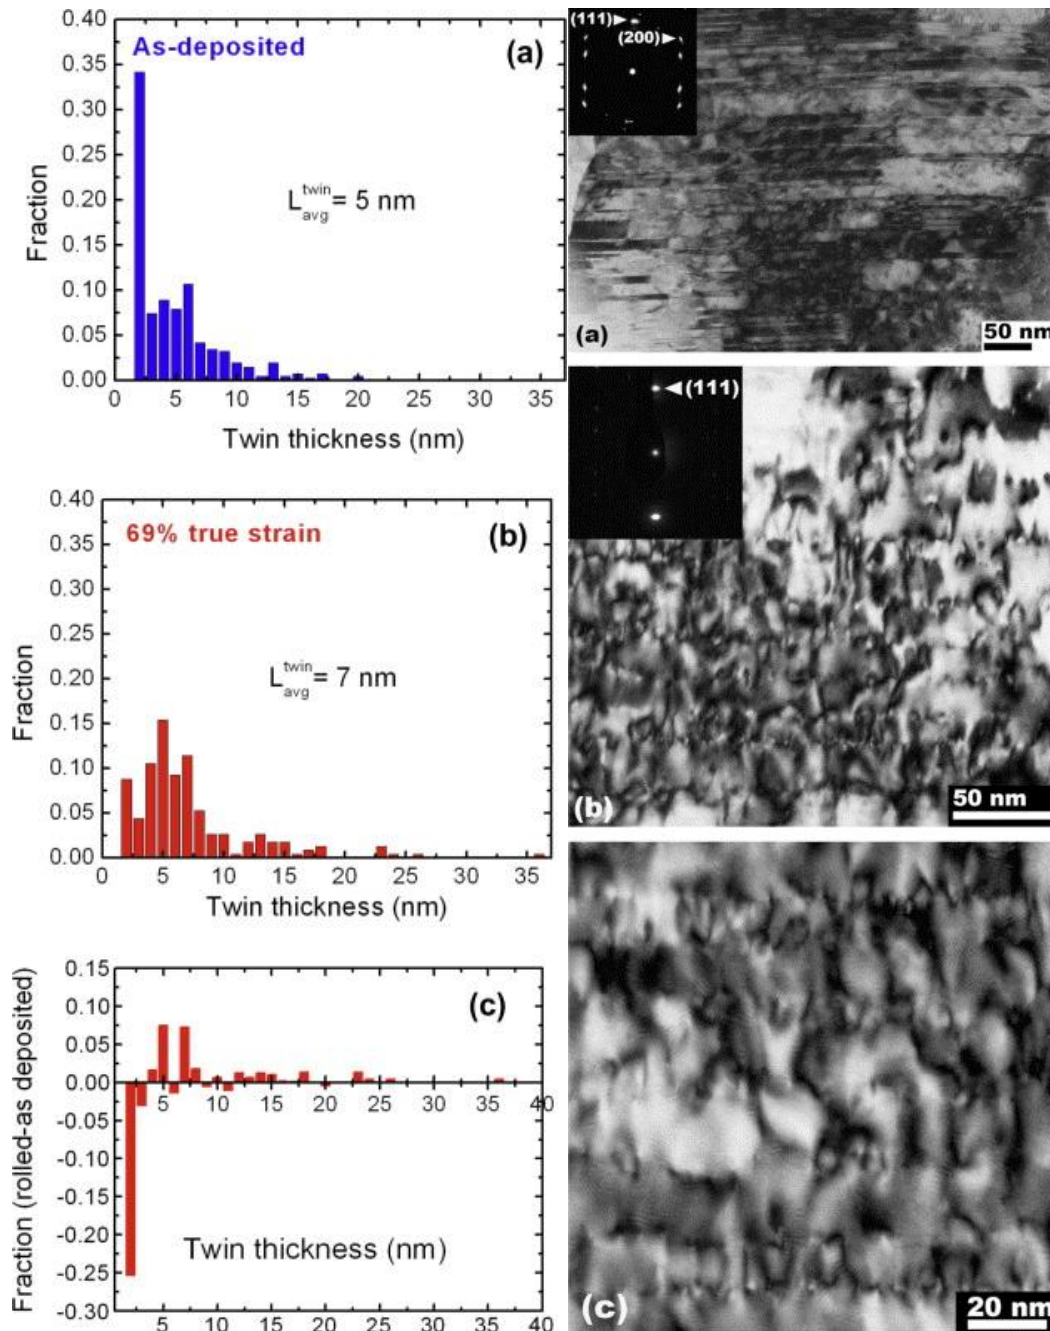 As-deposited
(a)
0.40
0.35
0.30
0.25
0.20
0.15
0.10
0.05
0.00
Fraction
L^twin_avg = 5 nm
0 5 10 15 20 25 30 35
Twin thickness (nm)
69% true strain
(b)
0.40
0.35
0.30
0.25
0.20
0.15
0.10
0.05
0.00
Fraction
L^twin_avg = 7 nm
0 5 10 15 20 25 30 35
Twin thickness (nm)
(c)
0.15
0.10
0.05
0.00
-0.05
-0.10
-0.15
-0.20
-0.25
-0.30
Fraction (rolled-as deposited)
5 10 15 20 25 30 35 40
Twin thickness (nm)
5 10 15 20 25 30 35 40
(111)
(200)
(a)
50 nm
(111)
(b)
50 nm
(c)
20 nm